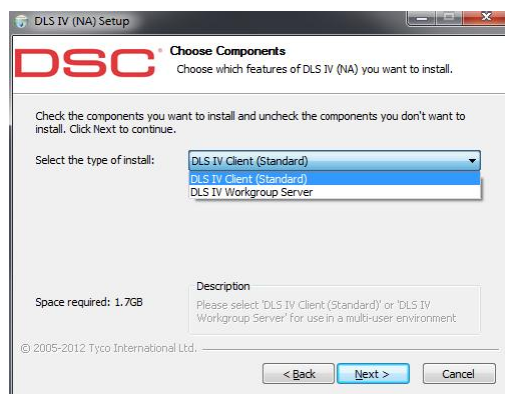 DLS IV (NA) Setup
DSC
Choose Components
Choose which features of DLS IV (NA) you want to install.
Check the components you want to install and uncheck the components you don't want to
install. Click Next to continue.
Select the type of install:
DLS IV Client (Standard)
DLS IV Client (Standard)
DLS IV Workgroup Server
Description
Space required: 1.7GB
Please select 'DLS IV Client (Standard)' or 'DLS IV
Workgroup Server' for use in a multi-user environment
© 2005-2012 Tyco International Ltd.
< Back
Next >
Cancel